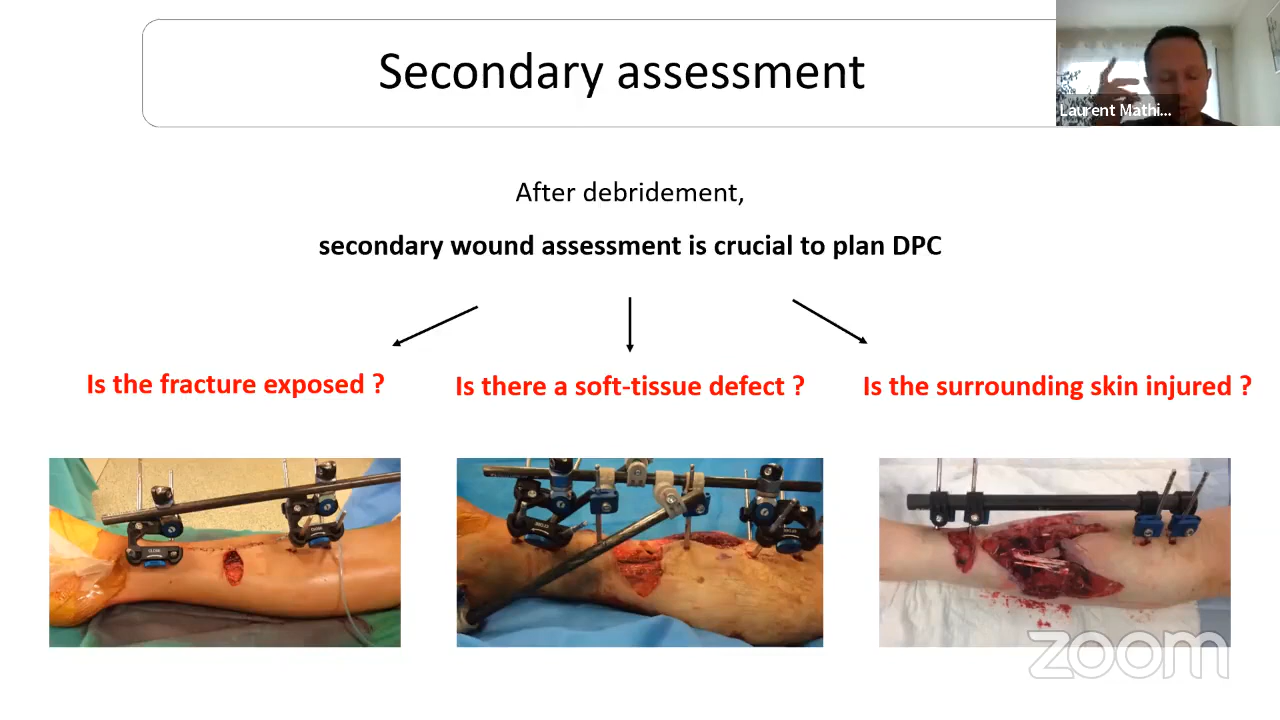 Secondary assessment
Laurent Mathi...
After debridement,
secondary wound assessment is crucial to plan DPC
Is the fracture exposed ?
Is there a soft-tissue defect ?
Is the surrounding skin injured ?
zoom